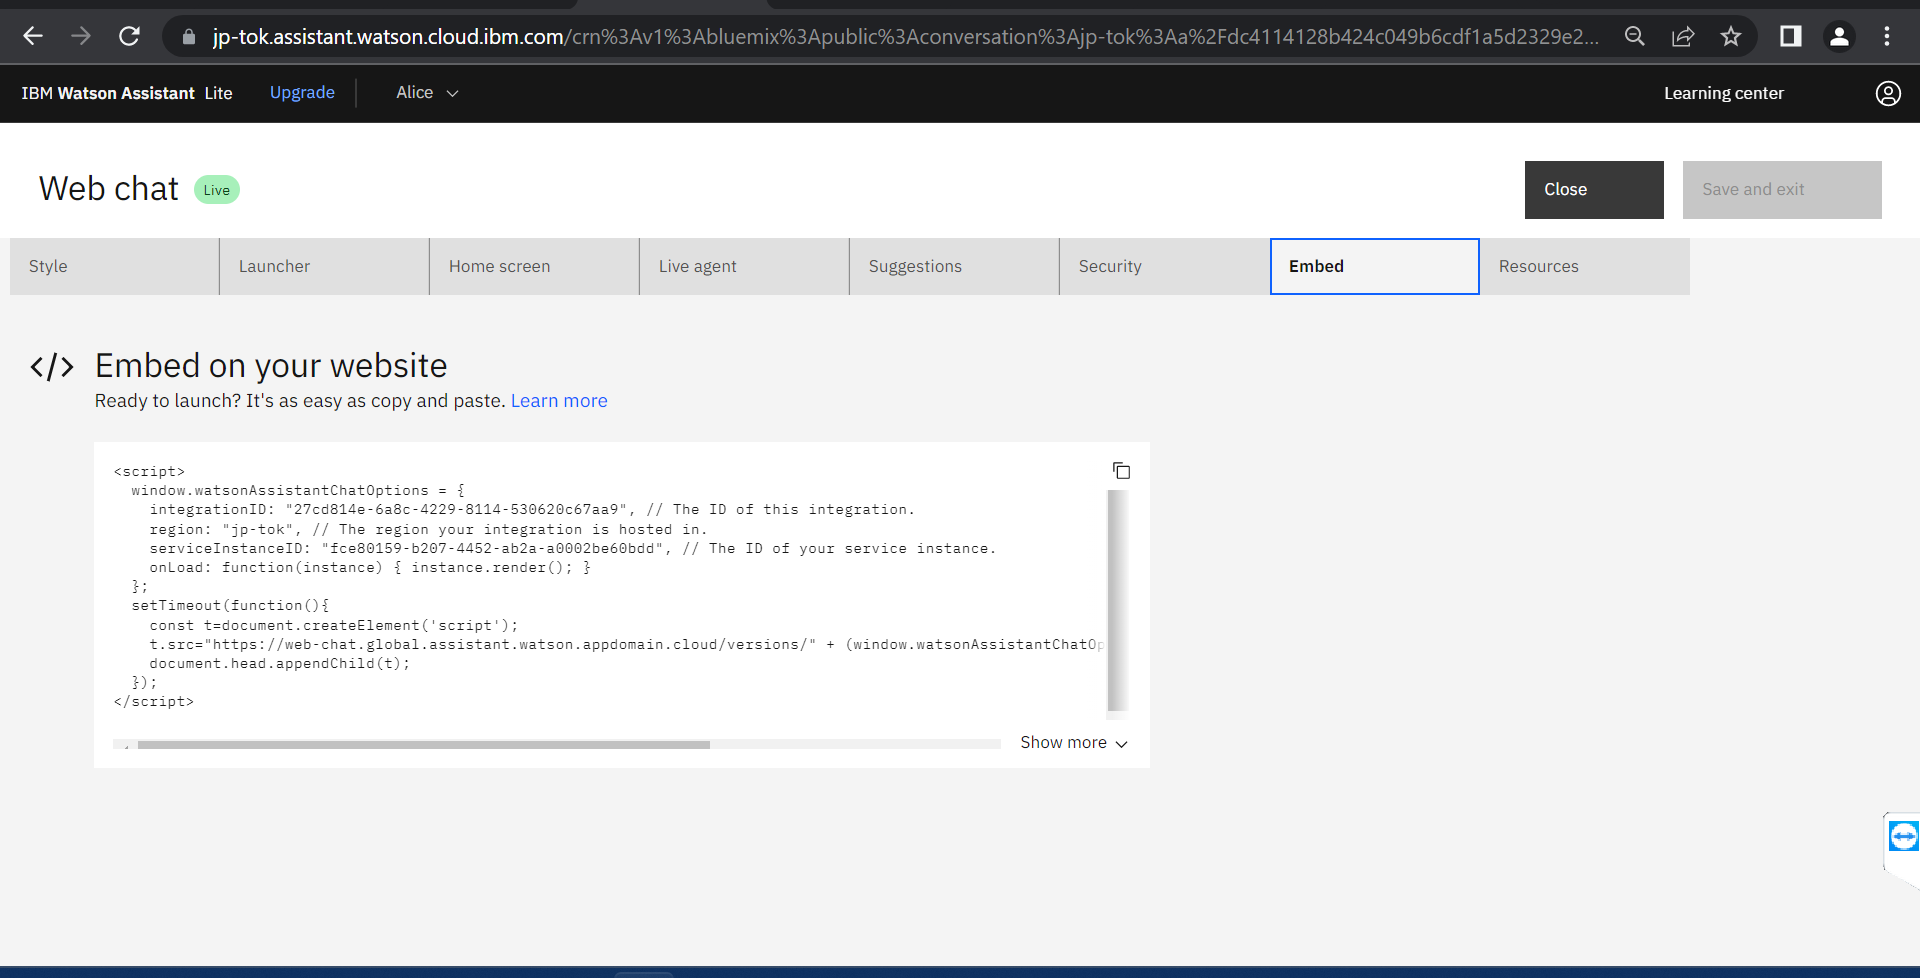 jp-tok.assistant.watson.cloud.ibm.com/crn%3Av1%3Abluemix%3Apublic%3Aconversation%3Ajp-tok%3Aa%2Fdc4114128b424c049b6cdf1a5d2329e2...
IBM Watson Assistant Lite Upgrade Alice Learning center
Web chat Live Close Save and exit
Style Launcher Home screen Live agent Suggestions Security Embed Resources
</> Embed on your website
Ready to launch? It's as easy as copy and paste. Learn more
<script>
window.watsonAssistantChatOptions = {
integrationID: "27cd814e-6a8c-4229-8114-530620c67aa9", // The ID of this integration.
region: "jp-tok", // The region your integration is hosted in.
serviceInstanceID: "fce80159-b207-4452-ab2a-a0002be60bdd", // The ID of your service instance.
onLoad: function(instance) { instance.render(); }
};
setTimeout(function(){
const t=document.createElement('script');
t.src="https://web-chat.global.assistant.watson.appdomain.cloud/versions/" + (window.watsonAssistantChatOp
document.head.appendChild(t);
});
</script>
Show more